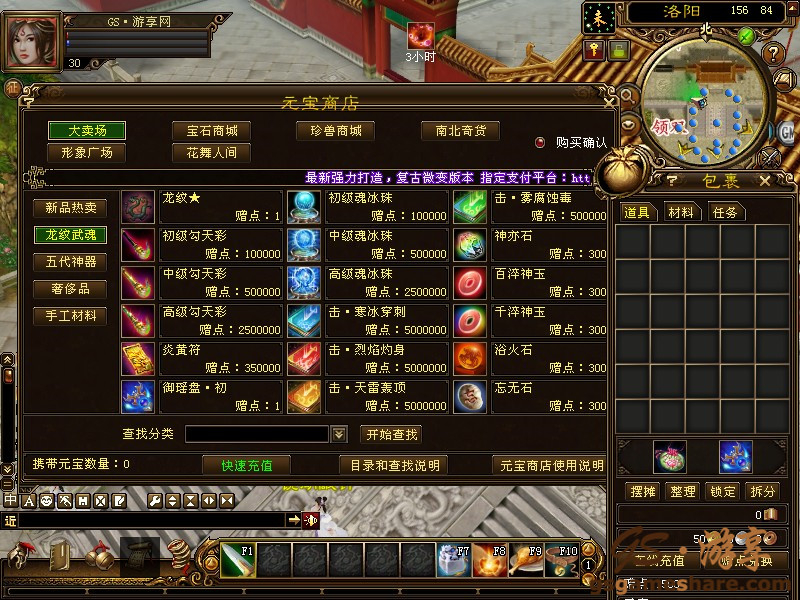 GS·游享网
30
3小时
未
洛阳 156 84
北
领双
GM
元宝商店
大卖场
宝石商城
珍兽商城
南北奇货
形象广场
花舞人间
购买确认
最新强力打造,复古微变版本 指定支付平台:htt
新品热卖
龙纹武魂
五代神器
奢侈品
手工材料
龙纹★
赠点:1
初级魂冰珠
赠点:100000
击·雾腐蚀毒
赠点:500000
初级勾天彩
赠点:100000
中级魂冰珠
赠点:500000
神亦石
赠点:300
中级勾天彩
赠点:500000
高级魂冰珠
赠点:2500000
百淬神玉
赠点:300
高级勾天彩
赠点:2500000
击·寒冰穿刺
赠点:5000000
千淬神玉
赠点:300
炎黄符
赠点:350000
击·烈焰灼身
赠点:5000000
浴火石
赠点:300
御瑶盘·初
赠点:1
击·天雷轰顶
赠点:5000000
忘无石
赠点:300
查找分类
开始查找
携带元宝数量:0
快速充值
目录和查找说明
元宝商店使用说明
包裹
道具
材料
任务
摆摊
整理
锁定
拆分
0
中
A
近
F1
F7
F8
F9
F10
1
GS·游享